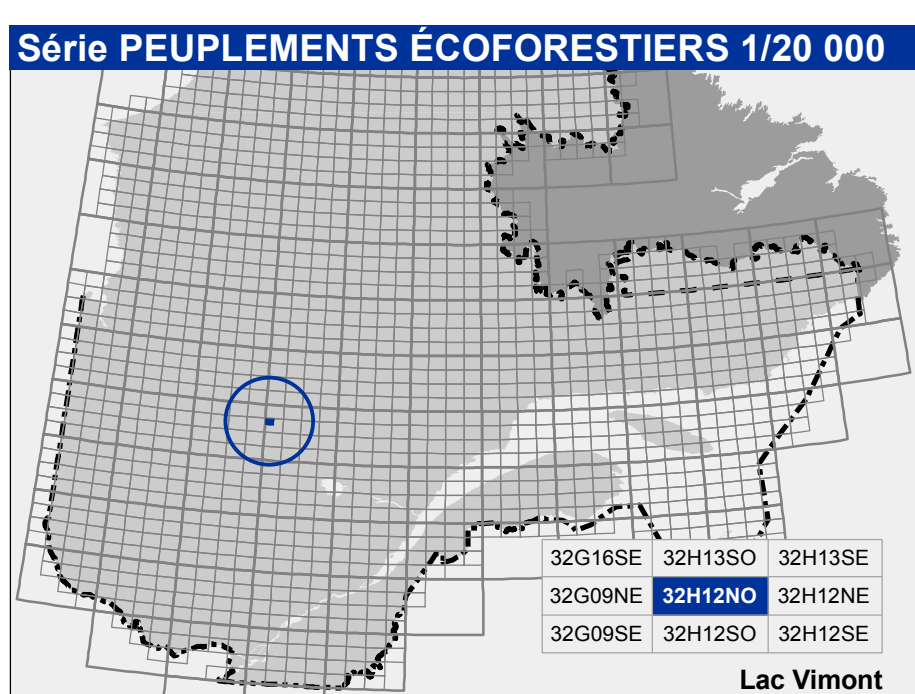 Série PEUPLEMENTS ÉCOFORESTIERS 1/20 000
32G16SE 32H13SO 32H13SE
32G09NE 32H12NO 32H12NE
32G09SE 32H12SO 32H12SE
Lac Vimont